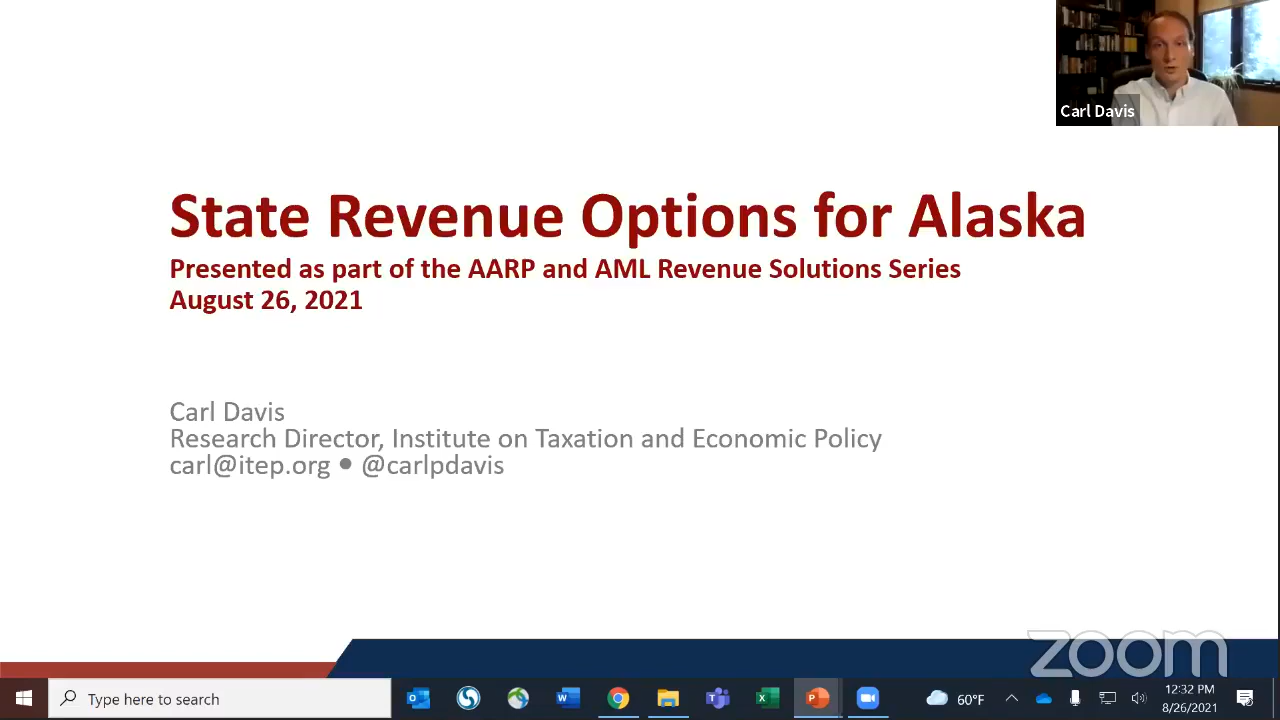 Carl Davis
State Revenue Options for Alaska
Presented as part of the AARP and AML Revenue Solutions Series
August 26, 2021
Carl Davis
Research Director, Institute on Taxation and Economic Policy
carl@itep.org • @carlpdavis
zoom
Type here to search
60°F
12:32 PM
8/26/2021